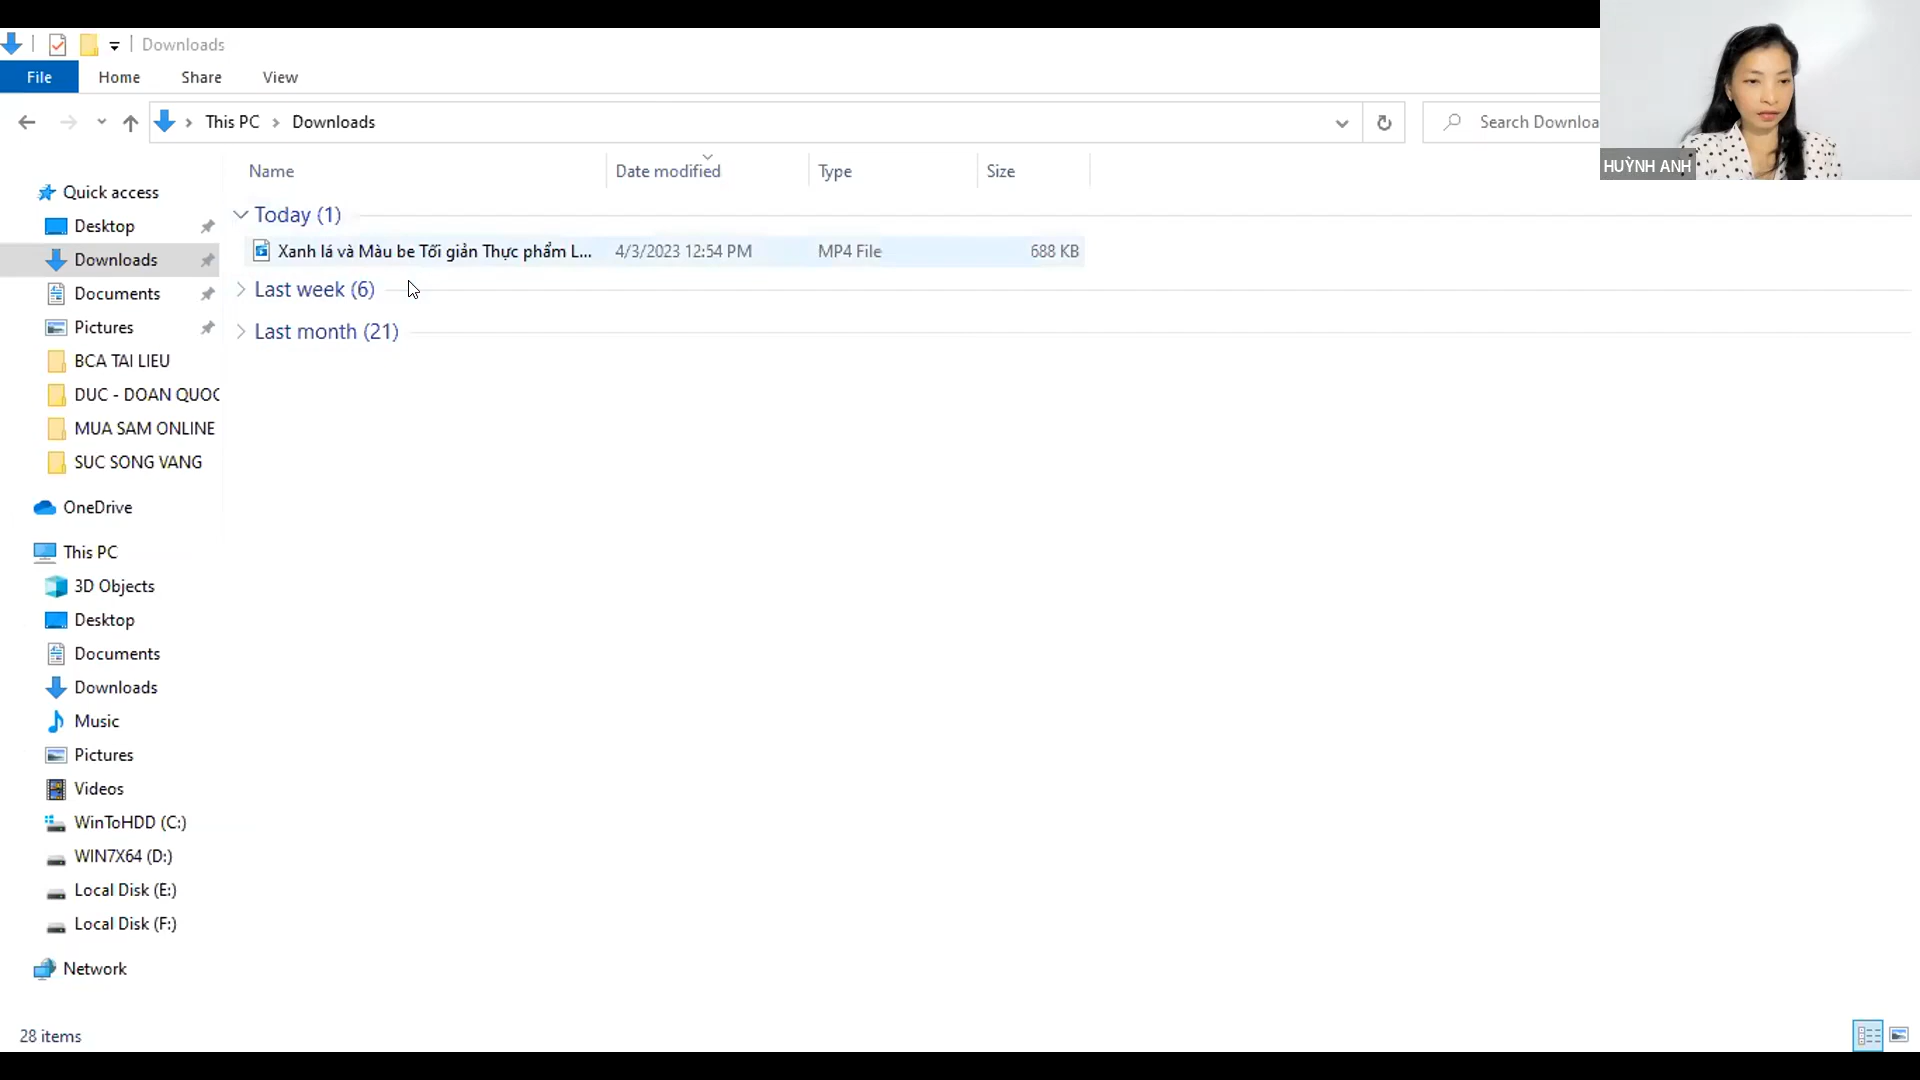 Downloads
File Home Share View
This PC Downloads
Search Downloa
HUỲNH ANH
Name Date modified Type Size
Today (1)
Xanh lá và Màu be Tối giản Thực phẩm L... 4/3/2023 12:54 PM MP4 File 688 KB
Last week (6)
Last month (21)
Quick access
Desktop
Downloads
Documents
Pictures
BCA TAI LIEU
DUC - DOAN QUOC
MUA SAM ONLINE
SUC SONG VANG
OneDrive
This PC
3D Objects
Desktop
Documents
Downloads
Music
Pictures
Videos
WinToHDD (C:)
WIN7X64 (D:)
Local Disk (E:)
Local Disk (F:)
Network
28 items